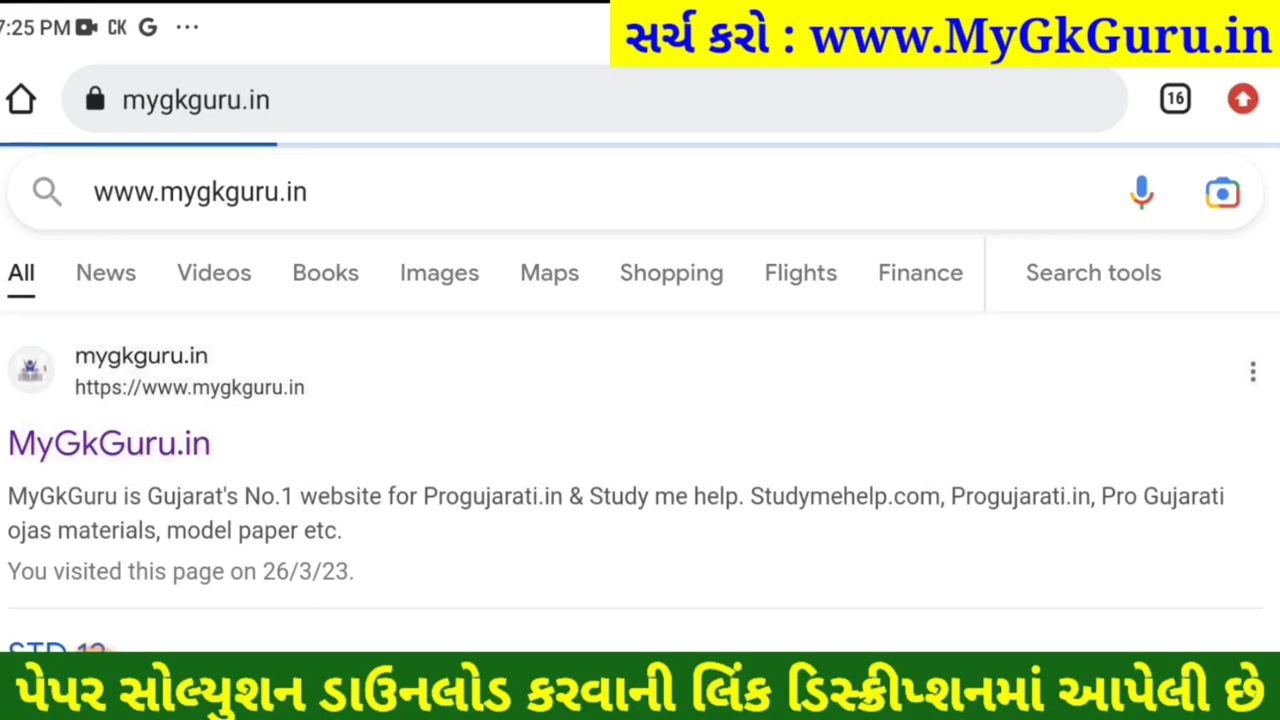 7:25 PM CK G ...
સર્ચ કરો : www.MyGkGuru.in
mygkguru.in 16
www.mygkguru.in
All News Videos Books Images Maps Shopping Flights Finance Search tools
mygkguru.in
https://www.mygkguru.in
MyGkGuru.in
MyGkGuru is Gujarat's No.1 website for Progujarati.in & Study me help. Studymehelp.com, Progujarati.in, Pro Gujarati
ojas materials, model paper etc.
You visited this page on 26/3/23.
STD 12
પેપર સોલ્યુશન ડાઉનલોડ કરવાની લિંક ડિસ્ક્રીપ્શનમાં આપેલી છે